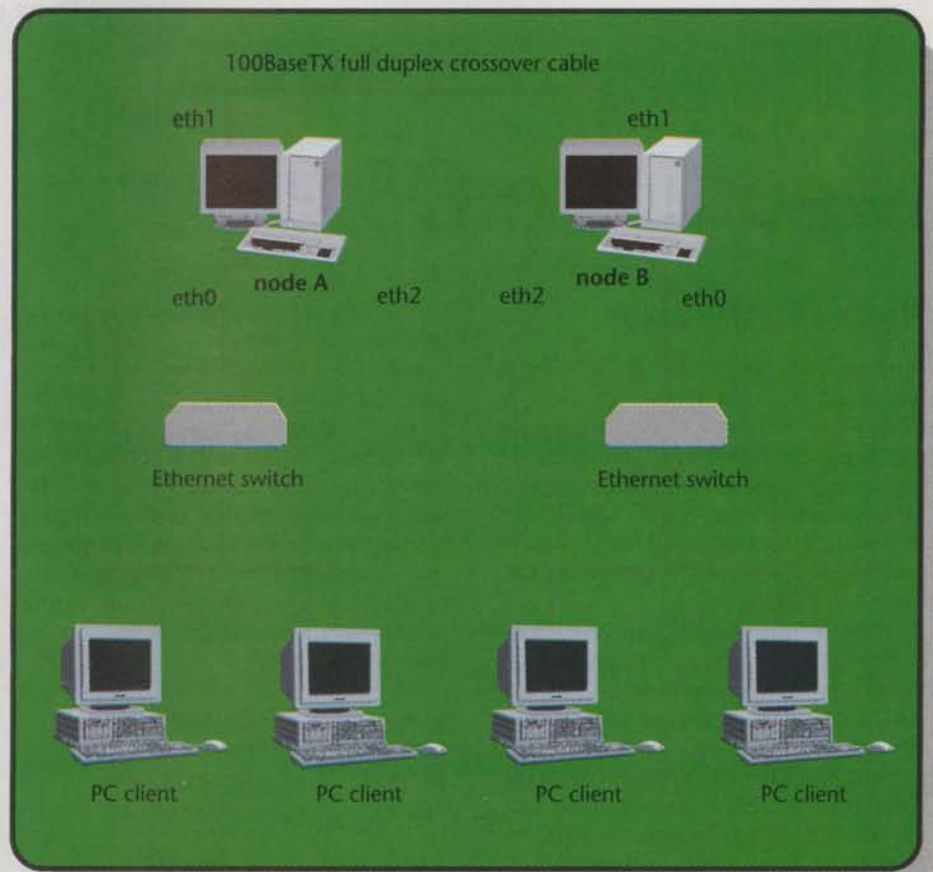 100BaseTX full duplex crossover cable
eth1 eth1
node A node B
eth0 eth2 eth2 eth0
Ethernet switch Ethernet switch
PC client PC client PC client PC client